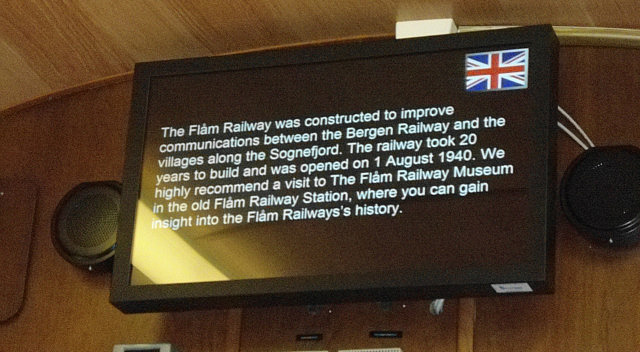 The Flåm Railway was constructed to improve
communications between the Bergen Railway and the
villages along the Sognefjord. The railway took 20
years to build and was opened on 1 August 1940. We
highly recommend a visit to The Flåm Railway Museum
in the old Flåm Railway Station, where you can gain
insight into the Flåm Railways's history.